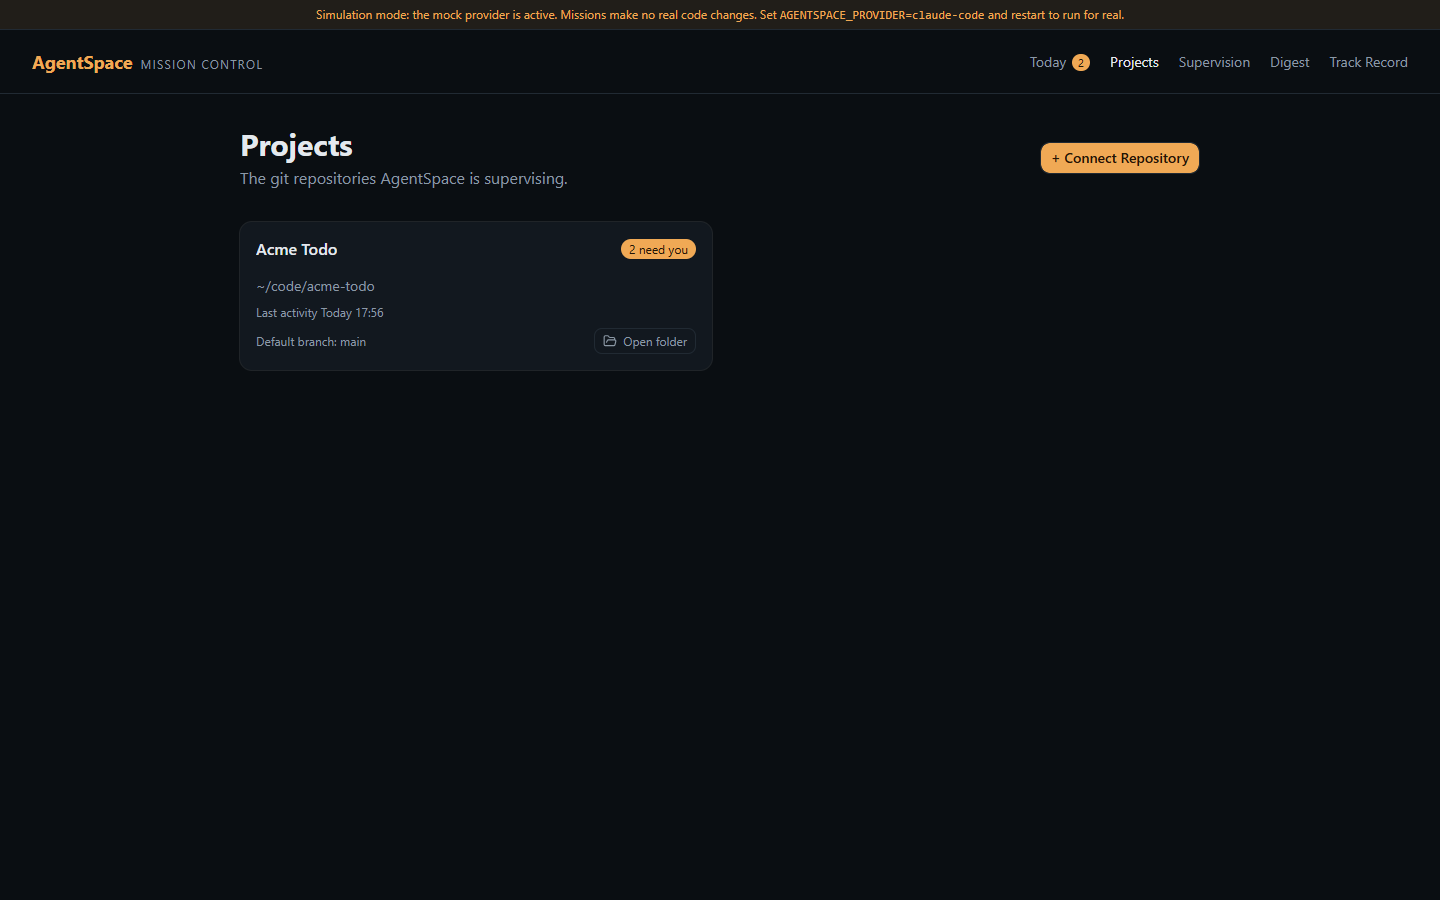 Simulation mode: the mock provider is active. Missions make no real code changes. Set AGENTSPACE_PROVIDER=claude-code and restart to run for real.
AgentSpace MISSION CONTROL
Today 2 Projects Supervision Digest Track Record
Projects
The git repositories AgentSpace is supervising.
+ Connect Repository
Acme Todo
2 need you
~/code/acme-todo
Last activity Today 17:56
Default branch: main
Open folder